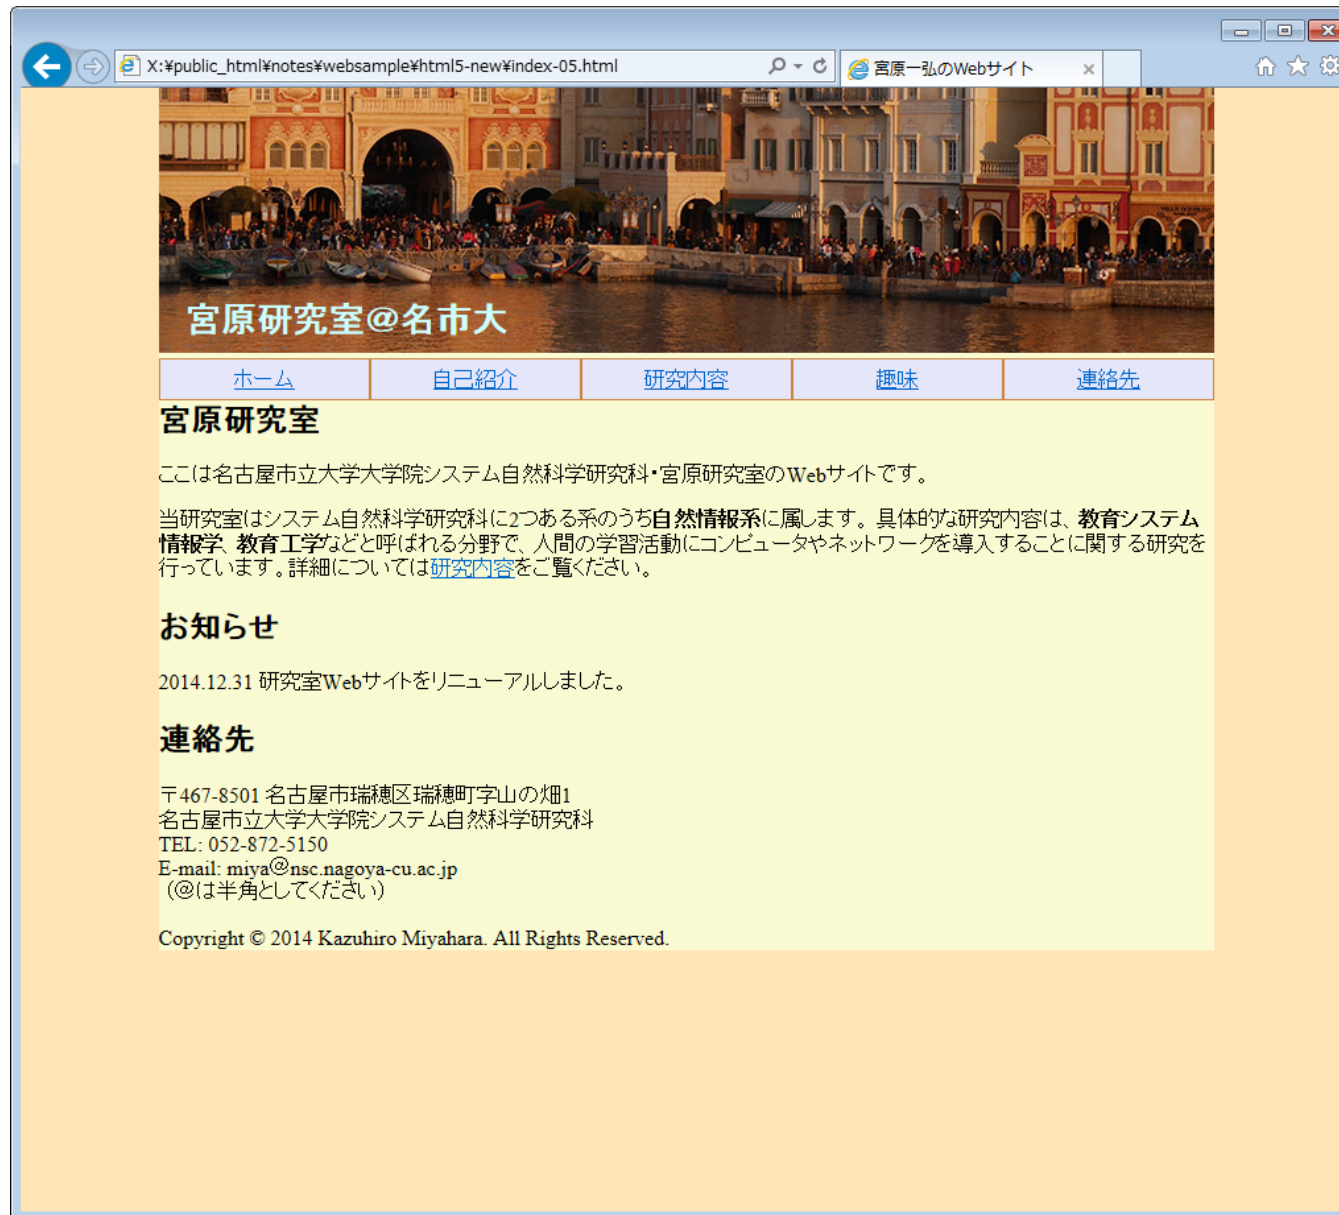 X:¥public_html¥notes¥websample¥html5-new¥index-05.html
宮原一弘のWebサイト
宮原研究室@名市大
ホーム 自己紹介 研究内容 趣味 連絡先
宮原研究室
ここは名古屋市立大学大学院システム自然科学研究科・宮原研究室のWebサイトです。
当研究室はシステム自然科学研究科に2つある系のうち自然情報系に属します。具体的な研究内容は、教育システム
情報学、教育工学などと呼ばれる分野で、人間の学習活動にコンピュータやネットワークを導入することに関する研究を
行っています。詳細については研究内容をご覧ください。
お知らせ
2014.12.31 研究室Webサイトをリニューアルしました。
連絡先
〒467-8501 名古屋市瑞穂区瑞穂町字山の畑1
名古屋市立大学大学院システム自然科学研究科
TEL: 052-872-5150
E-mail: miya@nsc.nagoya-cu.ac.jp
（@は半角としてください）
Copyright © 2014 Kazuhiro Miyahara. All Rights Reserved.